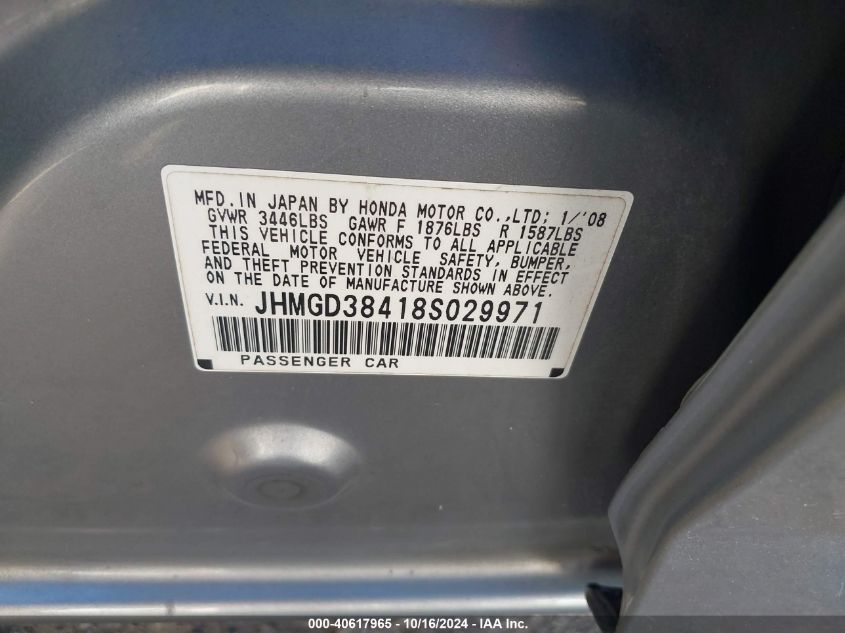 MFD.IN JAPAN BY HONDA MOTOR CO.,LTD; 1/'08
GVWR 3446LBS GAWR F 1876LBS R 1587LBS
THIS VEHICLE CONFORMS TO ALL APPLICABLE
FEDERAL MOTOR VEHICLE SAFETY, BUMPER,
AND THEFT PREVENTION STANDARDS IN EFFECT
ON THE DATE OF MANUFACTURE SHOWN ABOVE.
V.I.N. JHMGD38418S029971
PASSENGER CAR
000-40617965 - 10/16/2024 - IAA Inc.